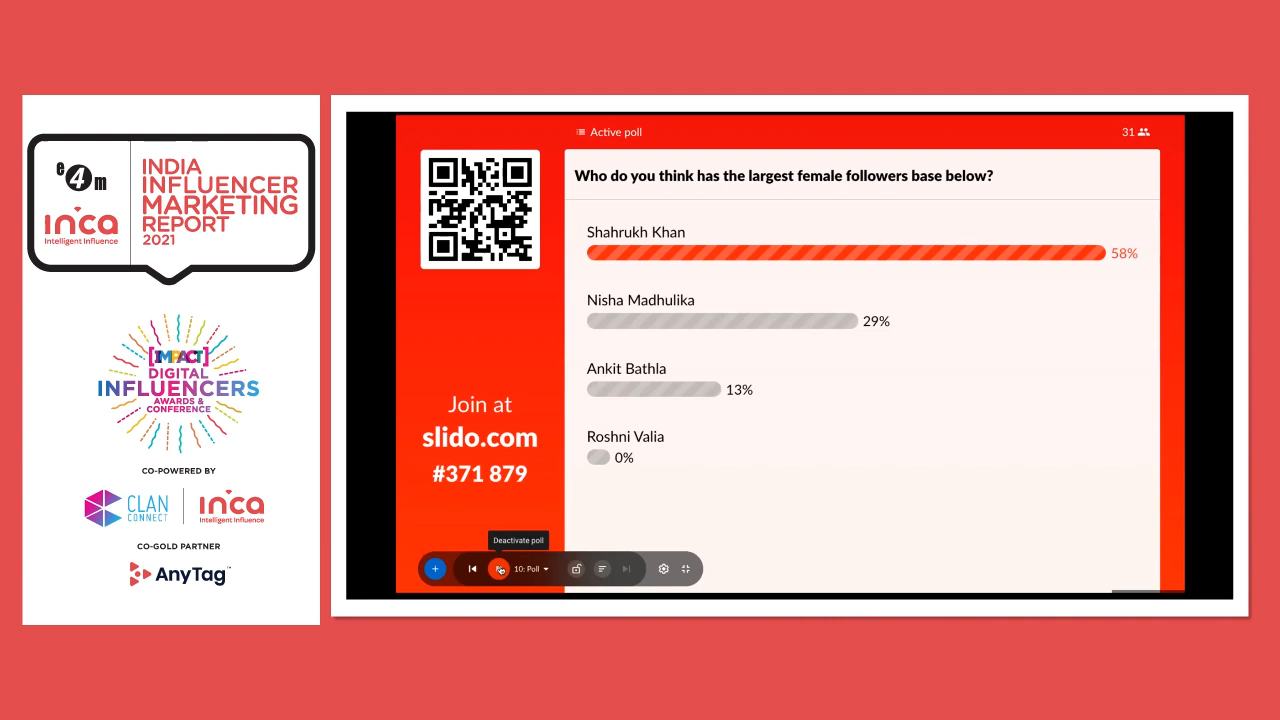 e4m
inca
Intelligent Influence
INDIA
INFLUENCER
MARKETING
REPORT
2021
[IMPACT]
DIGITAL
INFLUENCERS
AWARDS &
CONFERENCE
CO-POWERED BY
CLAN
CONNECT
inca
Intelligent Influence
CO-GOLD PARTNER
AnyTag™
Active poll
31
Join at
slido.com
#371 879
Who do you think has the largest female followers base below?
Shahrukh Khan
58%
Nisha Madhulika
29%
Ankit Bathla
13%
Roshni Valia
0%
Deactivate poll
10: Poll